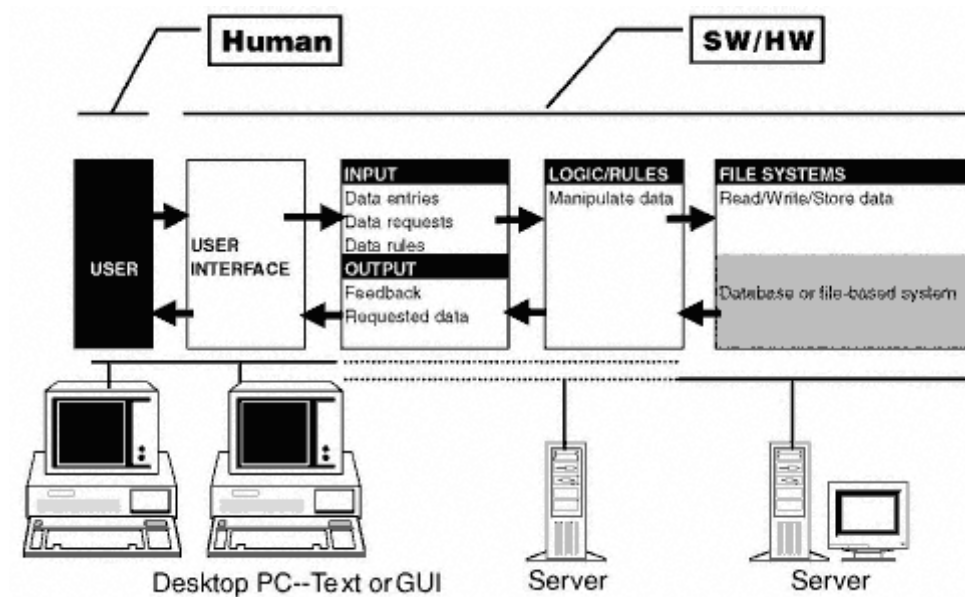 Human
SW/HW
USER
USER
INTERFACE
INPUT
Data entries
Data requests
Data rules
OUTPUT
Feedback
Requested data
LOGIC/RULES
Manipulate data
FILE SYSTEMS
Read/Write/Store data
Database or file-based system
Desktop PC--Text or GUI
Server
Server